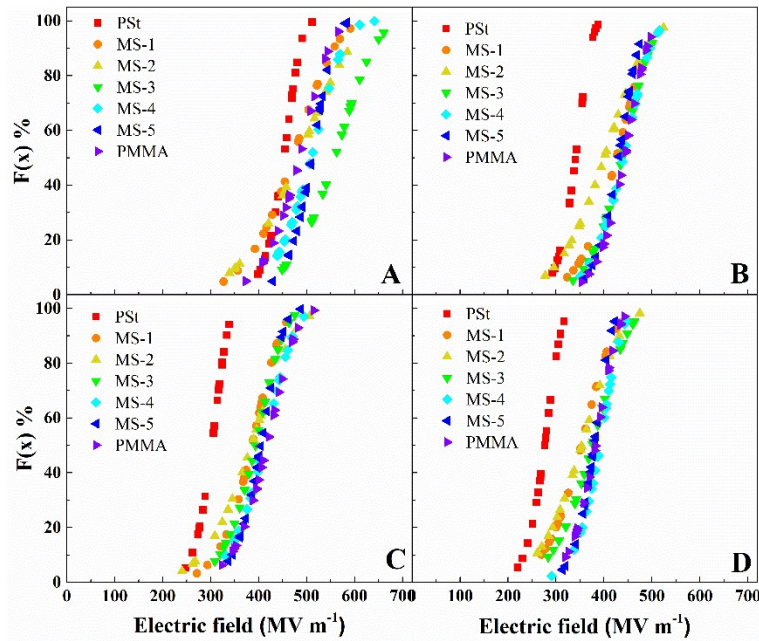 100
80
60
40
20
0
F(x) %
PSt
MS-1
MS-2
MS-3
MS-4
MS-5
PMMA
A
PSt
MS-1
MS-2
MS-3
MS-4
MS-5
PMMA
B
100
80
60
40
20
0
F(x) %
PSt
MS-1
MS-2
MS-3
MS-4
MS-5
PMMA
C
PSt
MS-1
MS-2
MS-3
MS-4
MS-5
PMMA
D
0 100 200 300 400 500 600 700 100 200 300 400 500 600 700
Electric field (MV m⁻¹) Electric field (MV m⁻¹)